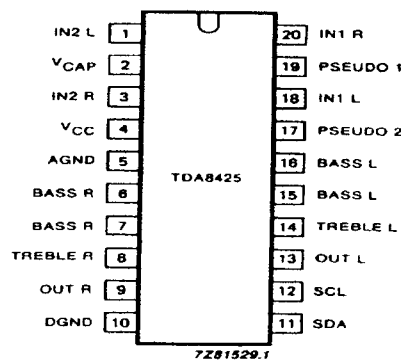 IN2 L 1 20 IN1 R
VCAP 2 19 PSEUDO 1
IN2 R 3 18 IN1 L
VCC 4 17 PSEUDO 2
AGND 5 16 BASS L
BASS R 6 TDA8425 15 BASS L
BASS R 7 14 TREBLE L
TREBLE R 8 13 OUT L
OUT R 9 12 SCL
DGND 10 11 SDA
7Z81529.1